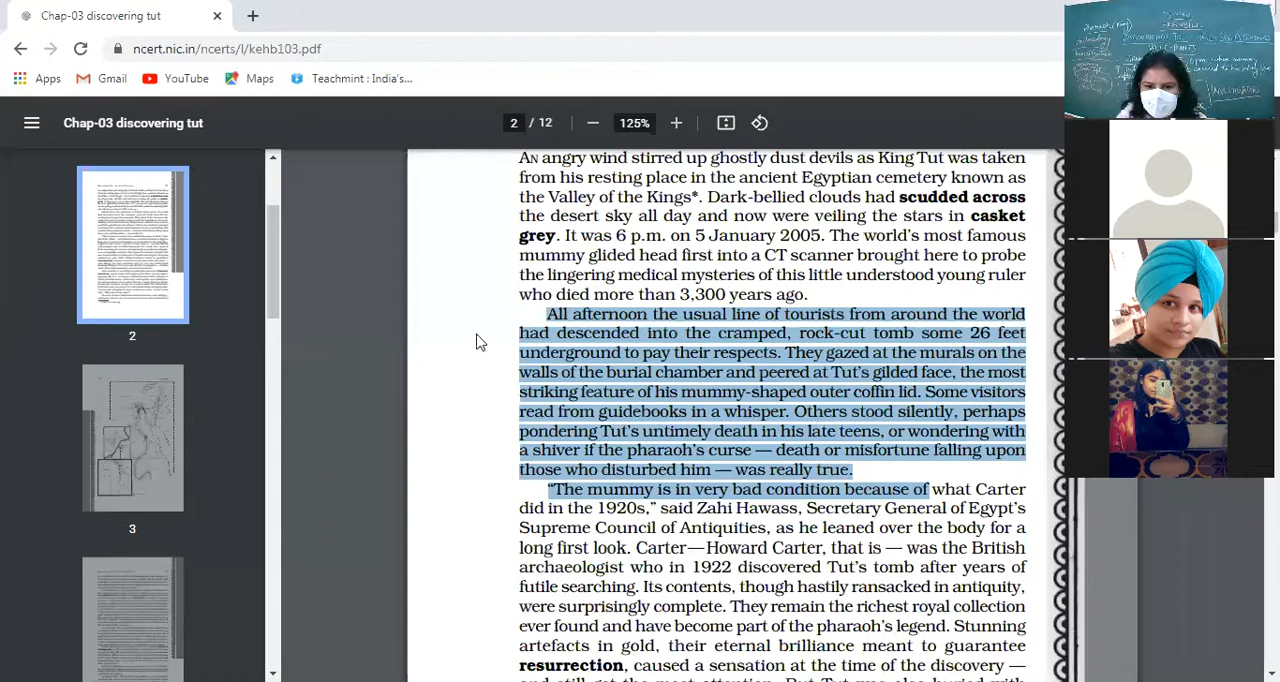 Chap-03 discovering tut
ncert.nic.in/ncerts/l/kehb103.pdf
Apps Gmail YouTube Maps Teachmint : India's...
Chap-03 discovering tut
2 / 12
125%
AN angry wind stirred up ghostly dust devils as King Tut was taken
from his resting place in the ancient Egyptian cemetery known as
the Valley of the Kings*. Dark-bellied clouds had scudded across
the desert sky all day and now were veiling the stars in casket
grey. It was 6 p.m. on 5 January 2005. The world's most famous
mummy glided head first into a CT scanner brought here to probe
the lingering medical mysteries of this little understood young ruler
who died more than 3,300 years ago.
All afternoon the usual line of tourists from around the world
had descended into the cramped, rock-cut tomb some 26 feet
underground to pay their respects. They gazed at the murals on the
walls of the burial chamber and peered at Tut's gilded face, the most
striking feature of his mummy-shaped outer coffin lid. Some visitors
read from guidebooks in a whisper. Others stood silently, perhaps
pondering Tut's untimely death in his late teens, or wondering with
a shiver if the pharaoh's curse — death or misfortune falling upon
those who disturbed him — was really true.
"The mummy is in very bad condition because of what Carter
did in the 1920s," said Zahi Hawass, Secretary General of Egypt's
Supreme Council of Antiquities, as he leaned over the body for a
long first look. Carter—Howard Carter, that is — was the British
archaeologist who in 1922 discovered Tut's tomb after years of
futile searching. Its contents, though hastily ransacked in antiquity,
were surprisingly complete. They remain the richest royal collection
ever found and have become part of the pharaoh's legend. Stunning
artefacts in gold, their eternal brilliance meant to guarantee
resurrection, caused a sensation at the time of the discovery —
and still get the most attention. But Tut was also buried with
2
3